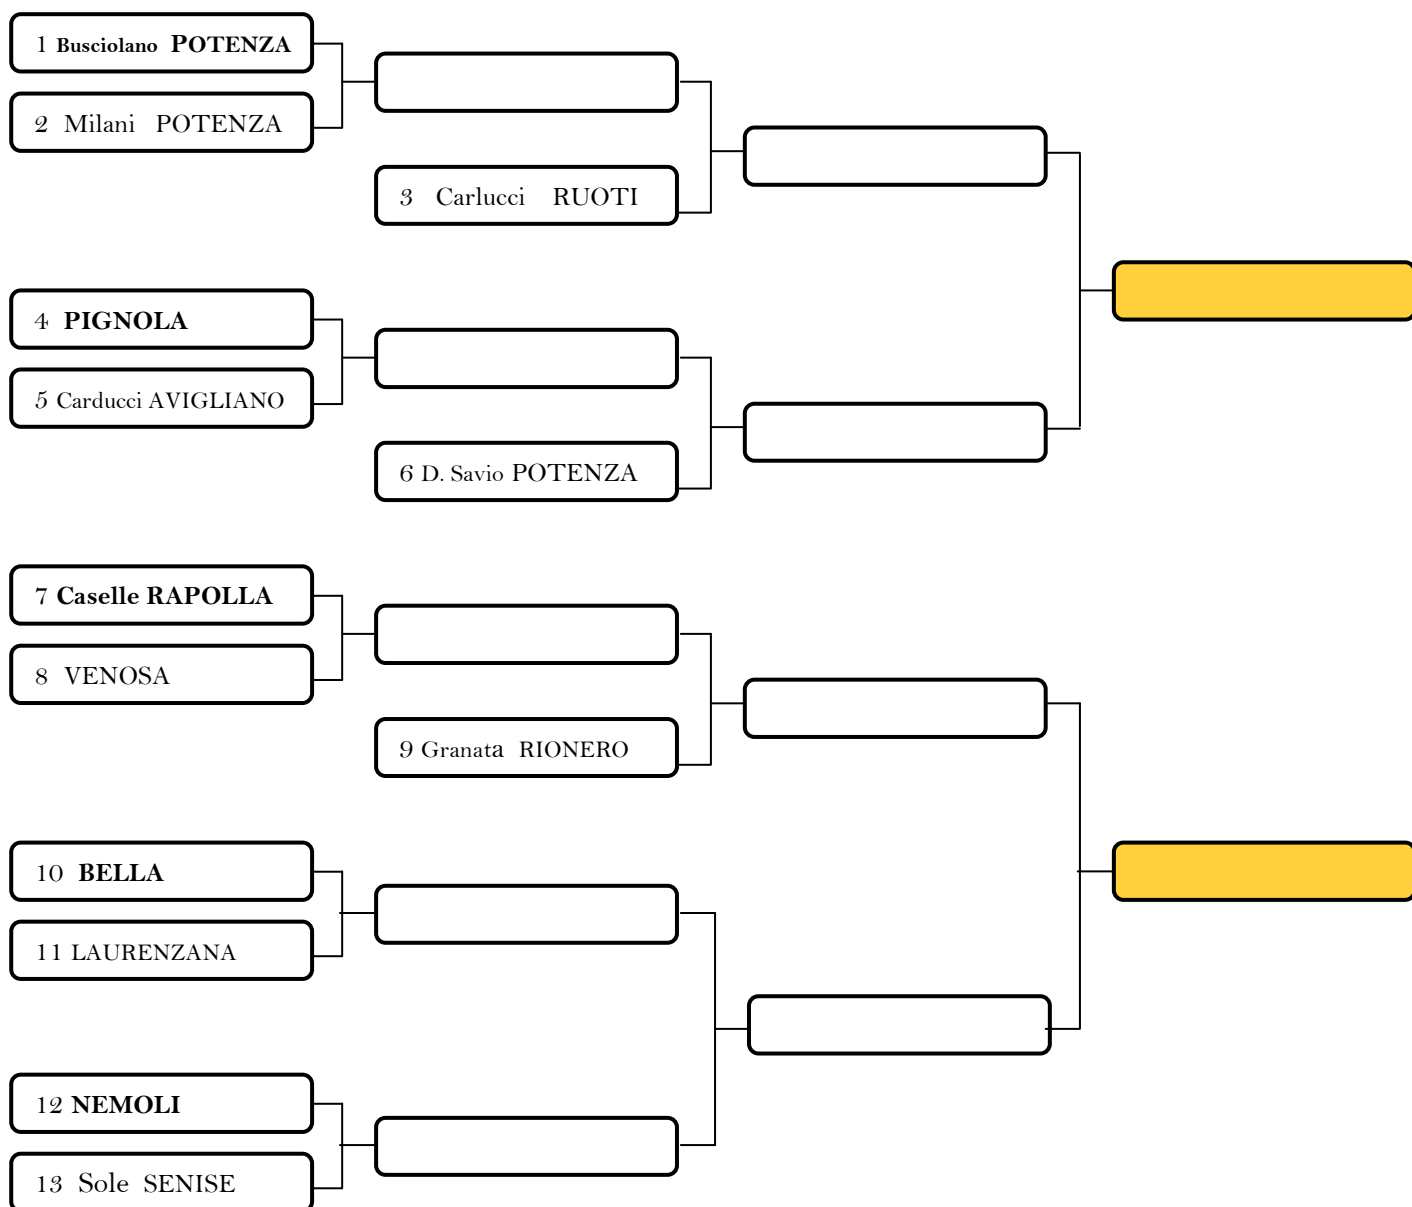 1 Busciolano POTENZA
2 Milani POTENZA
3 Carlucci RUOTI
4 PIGNOLA
5 Carducci AVIGLIANO
6 D. Savio POTENZA
7 Caselle RAPOLLA
8 VENOSA
9 Granata RIONERO
10 BELLA
11 LAURENZANA
12 NEMOLI
13 Sole SENISE